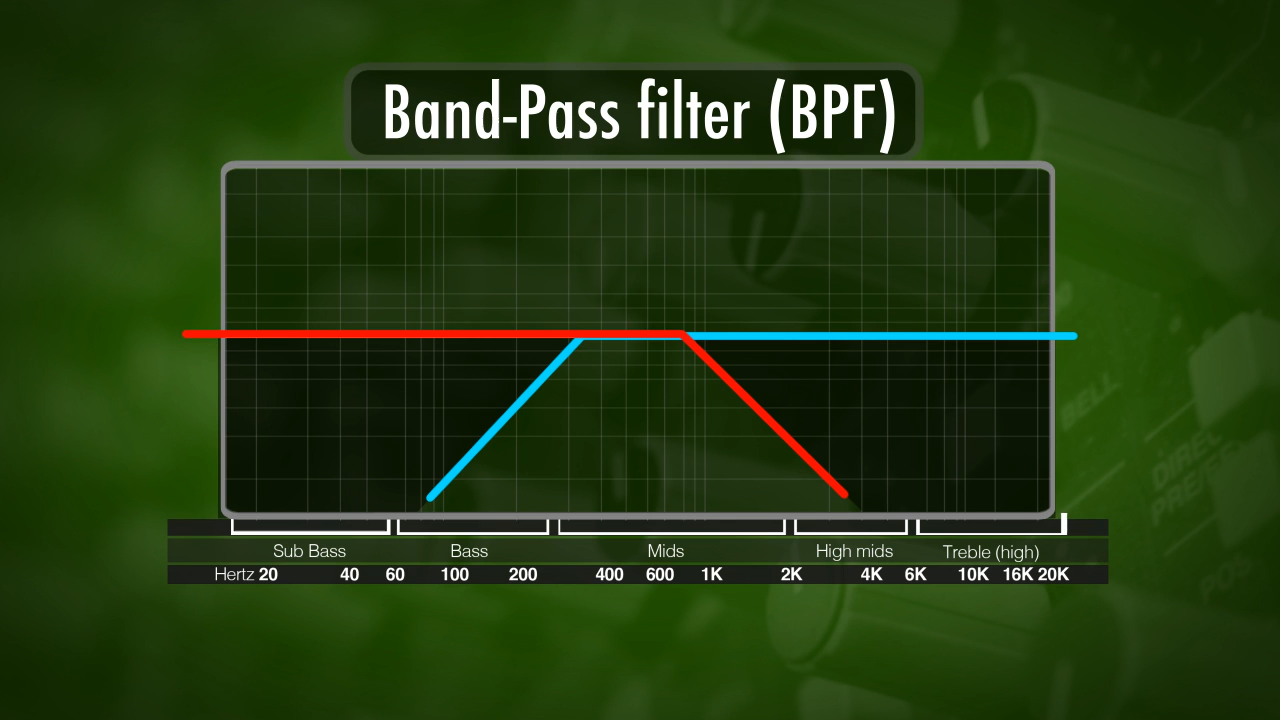 Band-Pass filter (BPF)
BELL
Sub Bass Bass Mids High mids Treble (high)
Hertz 20 40 60 100 200 400 600 1K 2K 4K 6K 10K 16K 20K